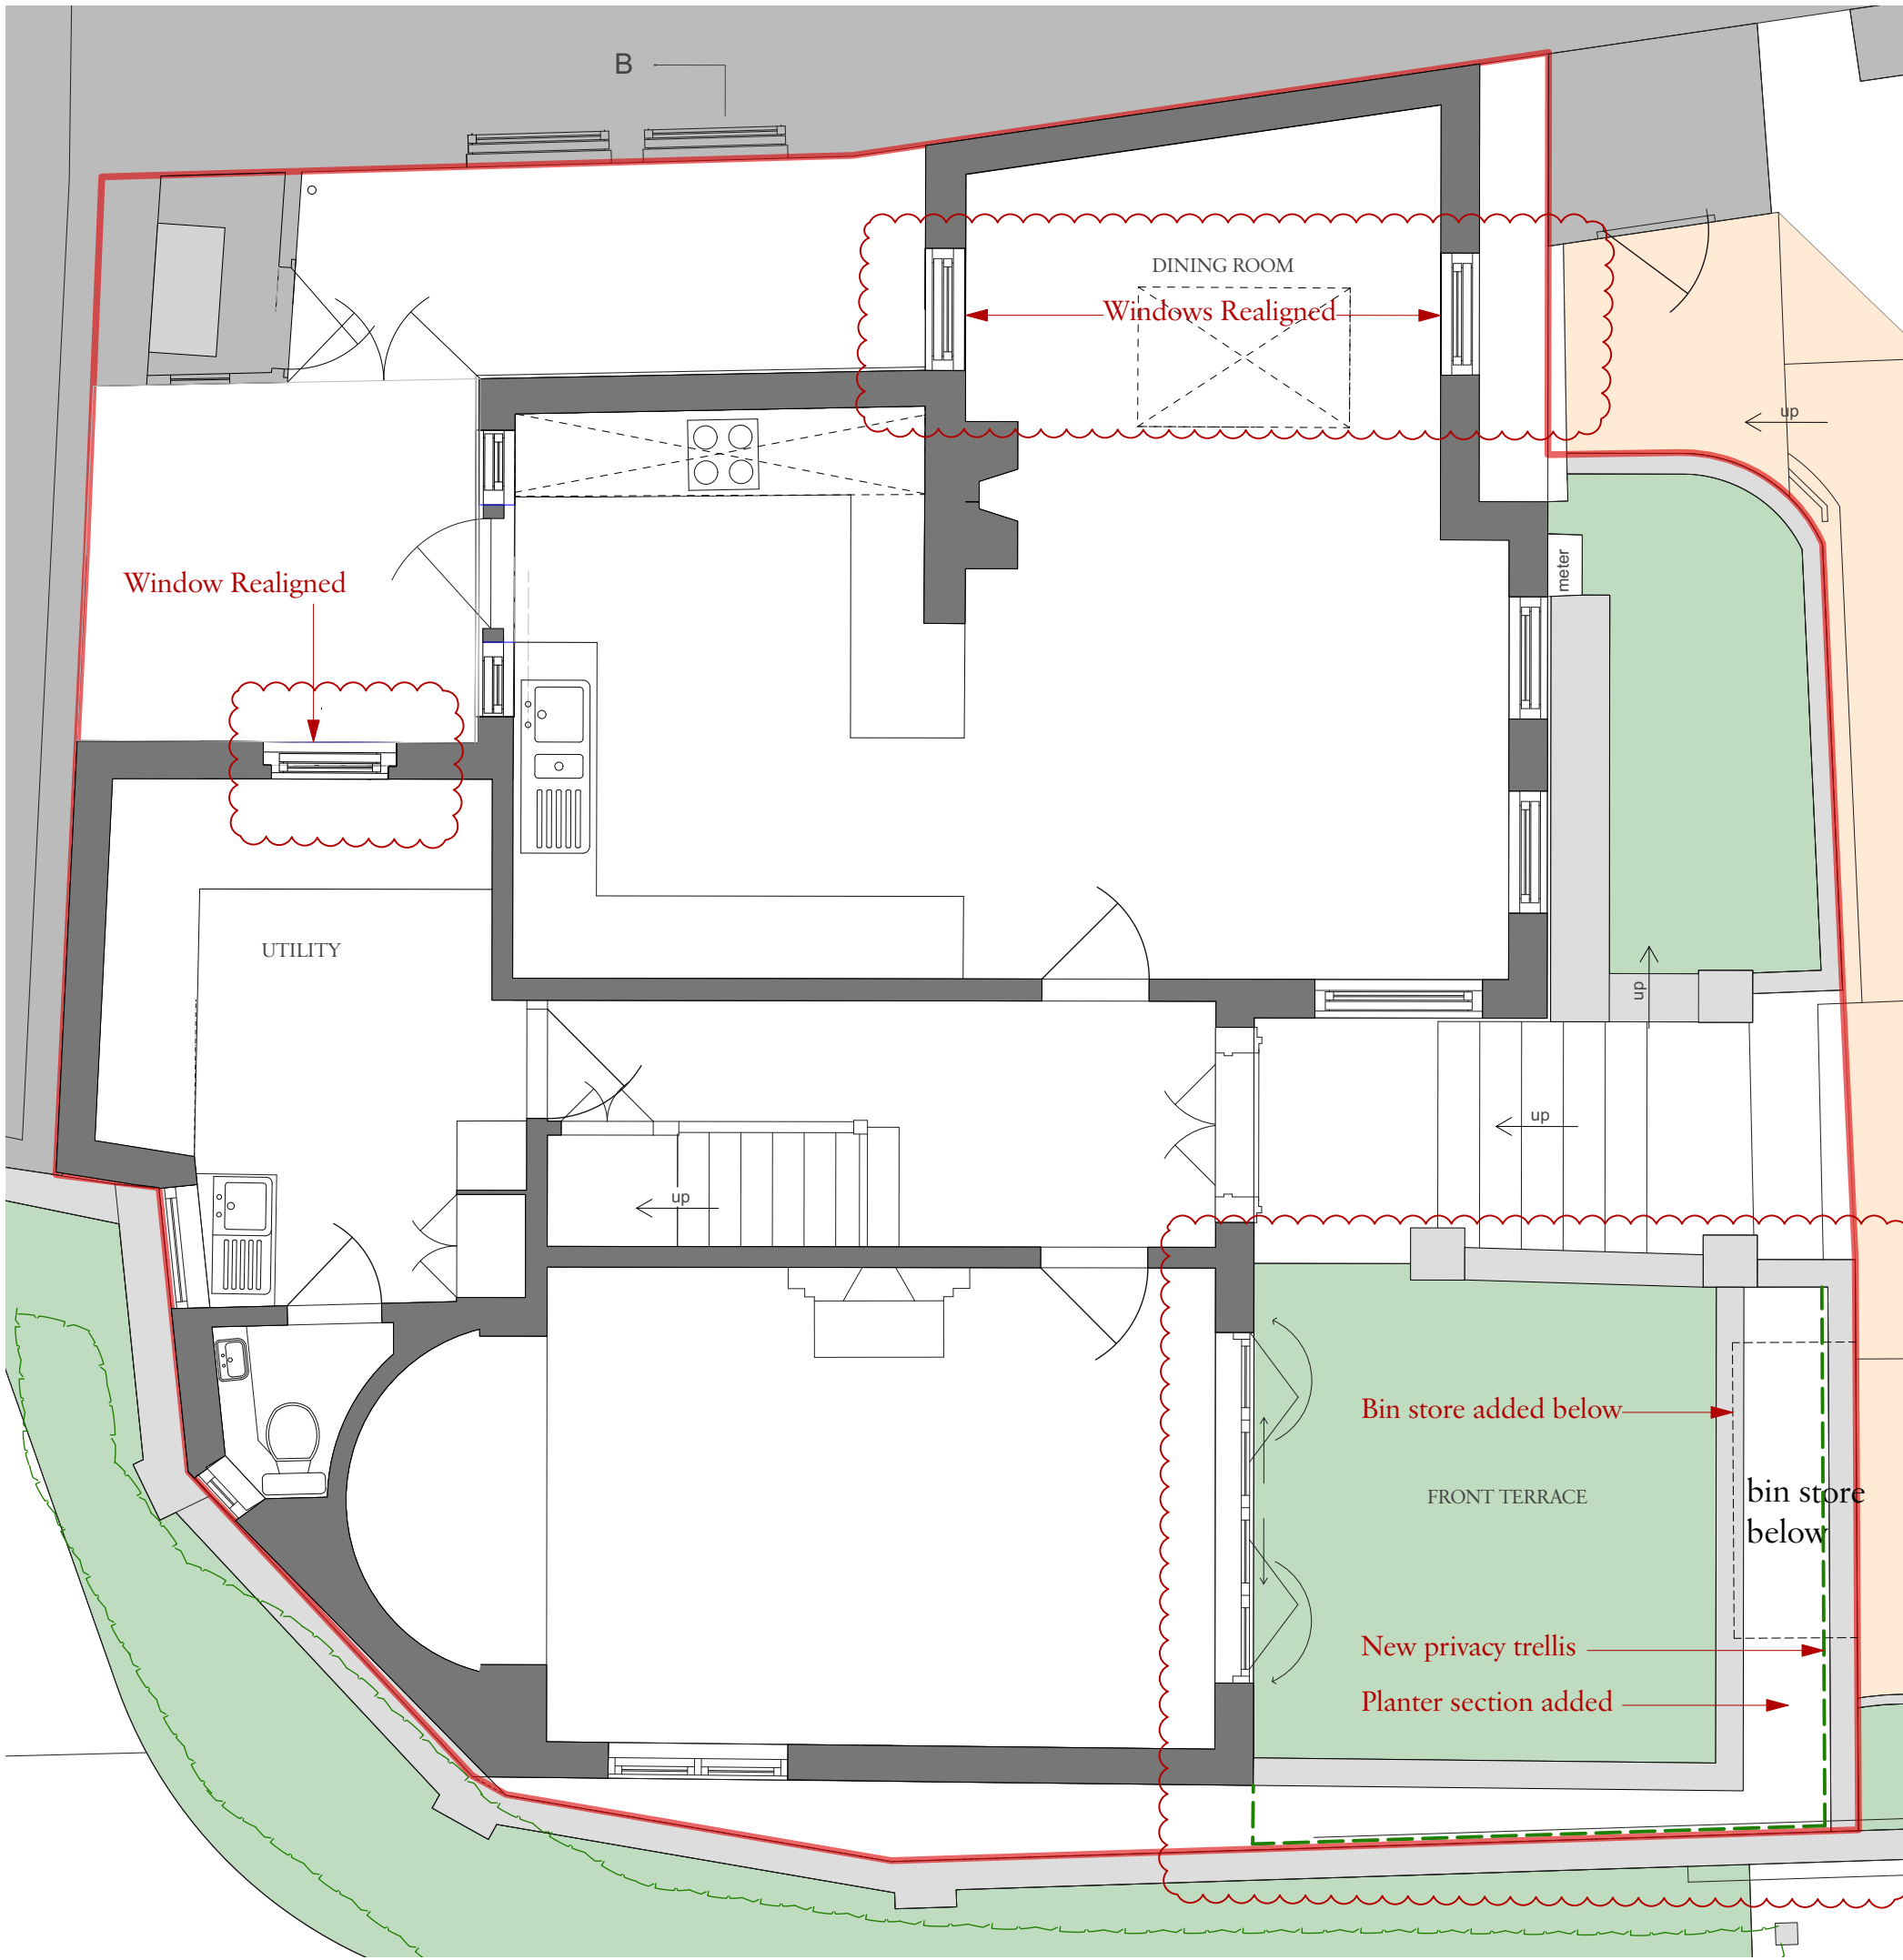 B
DINING ROOM
Windows Realigned
up
meter
Window Realigned
UTILITY
up
up
up
Bin store added below
FRONT TERRACE
bin store
below
New privacy trellis
Planter section added